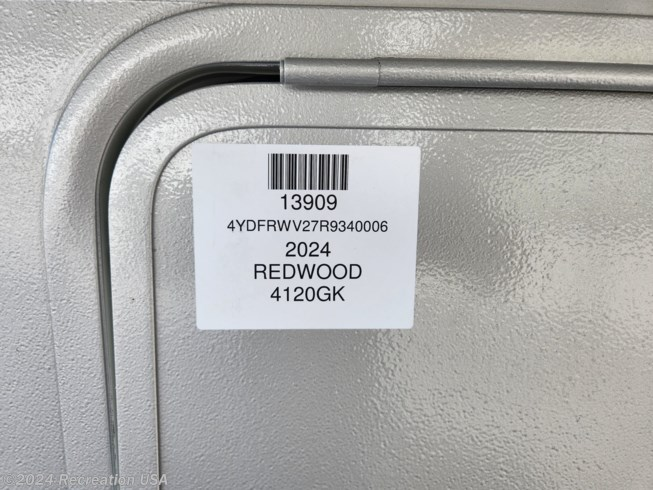 13909
4YDFRWV27R9340006
2024
REDWOOD
4120GK
© 2024 Recreation USA